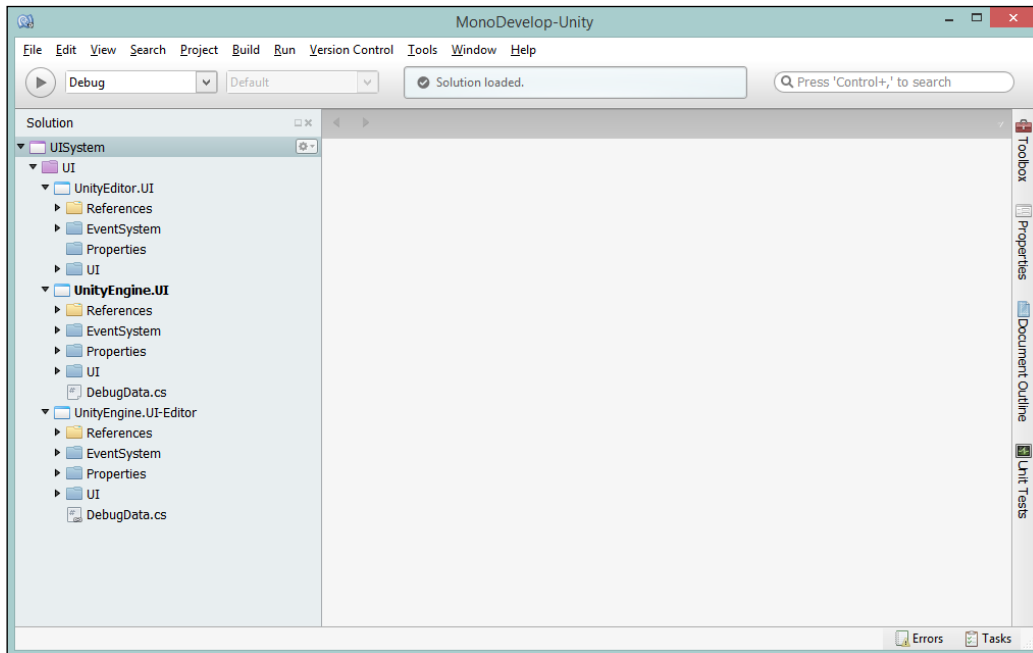 MonoDevelop-Unity
File Edit View Search Project Build Run Version Control Tools Window Help
Debug Default Solution loaded. Press 'Control+,' to search
Solution
UISystem
UI
UnityEditor.UI
References
EventSystem
Properties
UI
UnityEngine.UI
References
EventSystem
Properties
UI
DebugData.cs
UnityEngine.UI-Editor
References
EventSystem
Properties
UI
DebugData.cs
Toolbox
Properties
Document Outline
Unit Tests
Errors Tasks